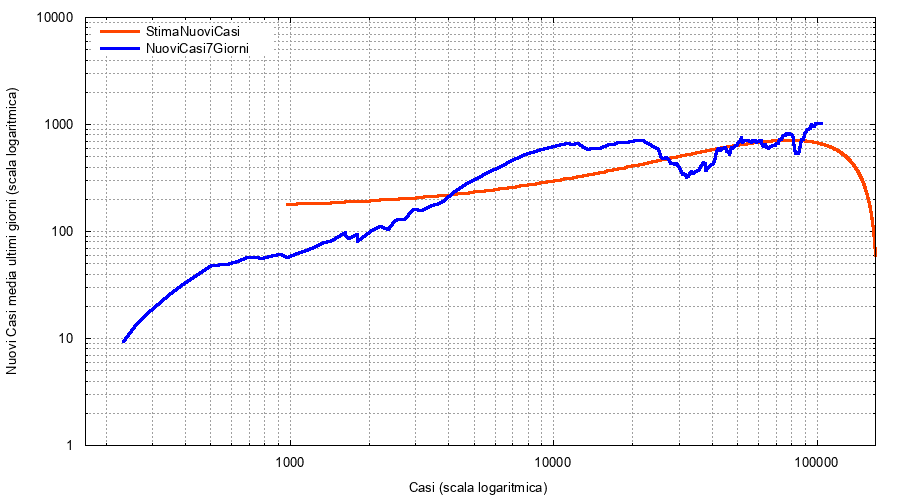 10000
StimaNuoviCasi
NuoviCasi7Giorni
1000
100
10
1
Nuovi Casi media ultimi giorni (scala logaritmica)
1000
10000
100000
Casi (scala logaritmica)